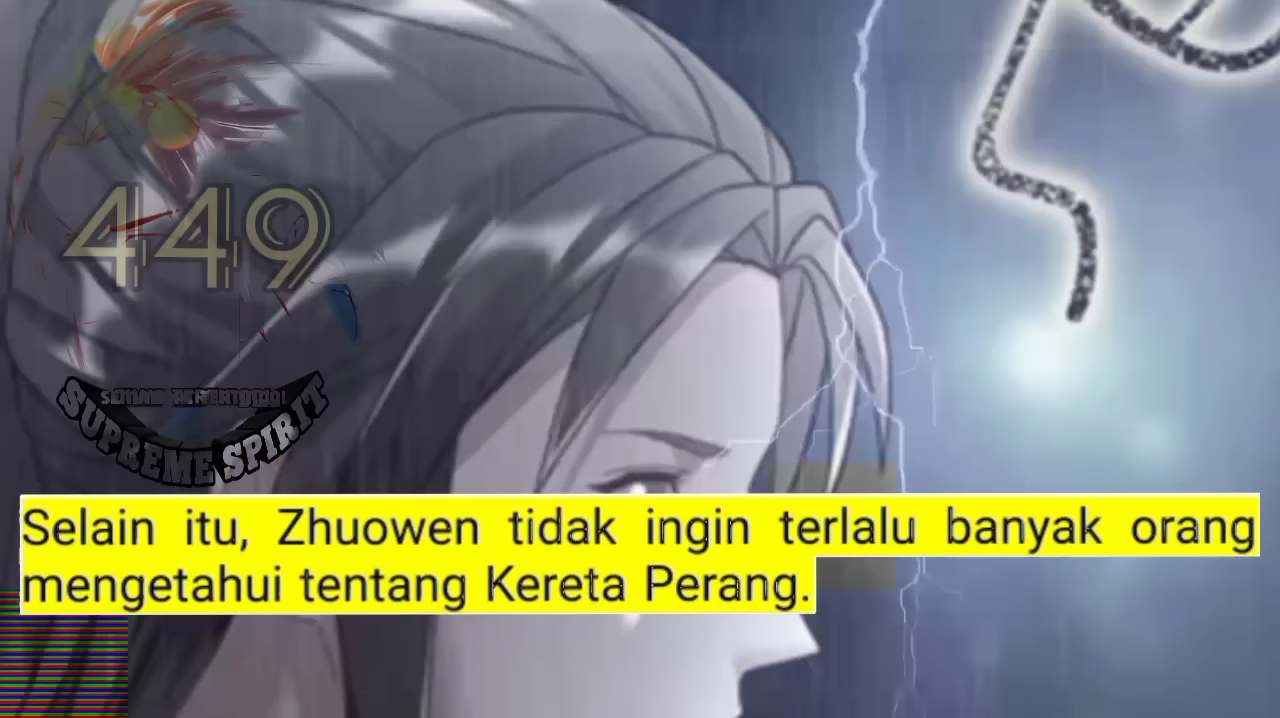 449
SUPREME SPIRIT
Selain itu, Zhuowen tidak ingin terlalu banyak orang
mengetahui tentang Kereta Perang.